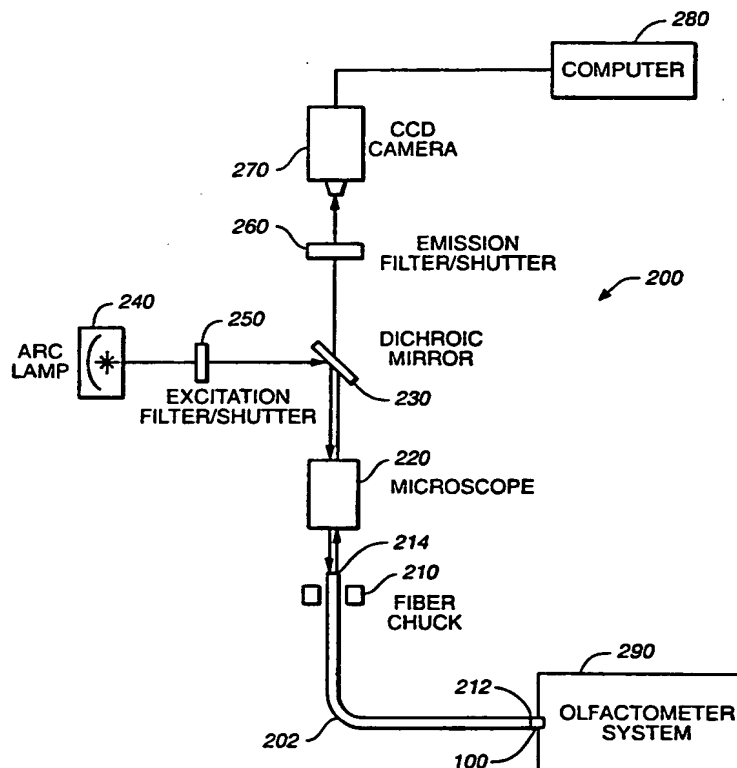 280
COMPUTER
CCD
CAMERA
270
260
EMISSION
FILTER/SHUTTER
200
240
250
ARC
LAMP
DICHROIC
MIRROR
EXCITATION
FILTER/SHUTTER
230
220
MICROSCOPE
214
210
FIBER
CHUCK
290
212
OLFACTOMETER
SYSTEM
202
100